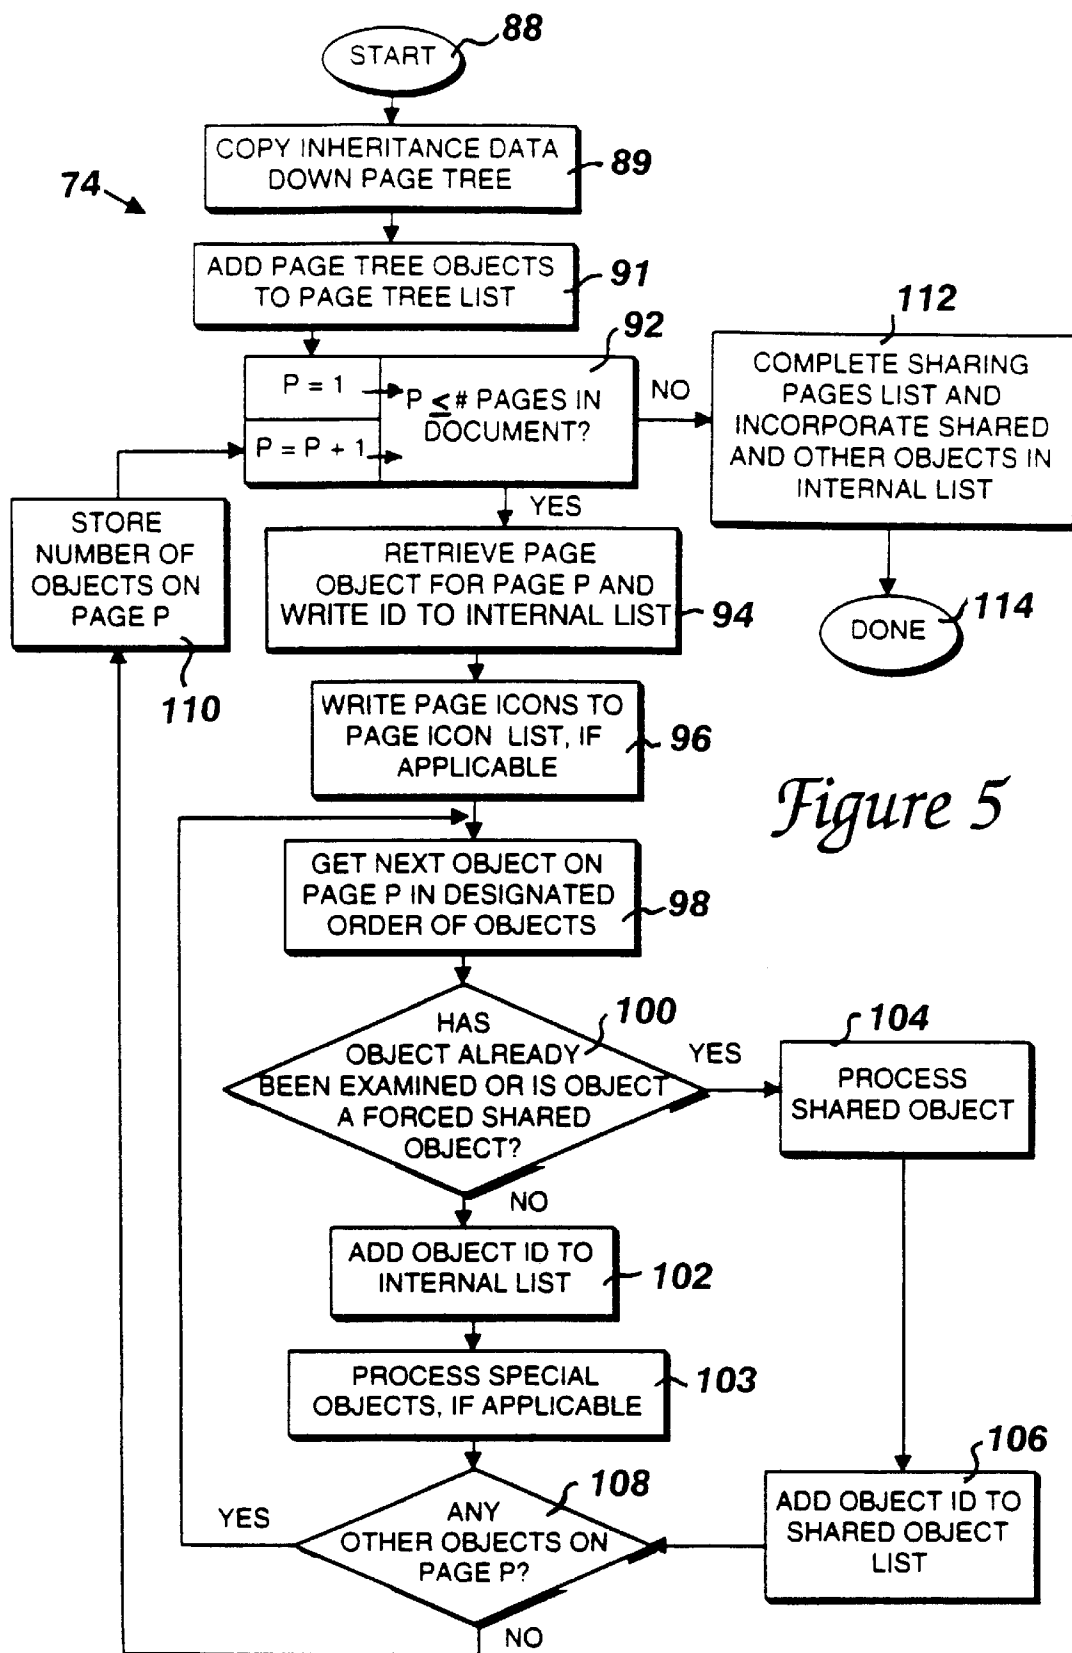 88
START
COPY INHERITANCE DATA
DOWN PAGE TREE
89
74
ADD PAGE TREE OBJECTS
TO PAGE TREE LIST
91
92
P = 1
P = P + 1
P ≤ # PAGES IN
DOCUMENT?
NO
YES
112
COMPLETE SHARING
PAGES LIST AND
INCORPORATE SHARED
AND OTHER OBJECTS IN
INTERNAL LIST
DONE
114
STORE
NUMBER OF
OBJECTS ON
PAGE P
110
RETRIEVE PAGE
OBJECT FOR PAGE P AND
WRITE ID TO INTERNAL LIST
94
WRITE PAGE ICONS TO
PAGE ICON LIST, IF
APPLICABLE
96
Figure 5
GET NEXT OBJECT ON
PAGE P IN DESIGNATED
ORDER OF OBJECTS
98
HAS
OBJECT ALREADY
BEEN EXAMINED OR IS OBJECT
A FORCED SHARED
OBJECT?
100
YES
NO
104
PROCESS
SHARED OBJECT
ADD OBJECT ID TO
INTERNAL LIST
102
PROCESS SPECIAL
OBJECTS, IF APPLICABLE
103
106
ADD OBJECT ID TO
SHARED OBJECT
LIST
108
ANY
OTHER OBJECTS ON
PAGE P?
YES
NO